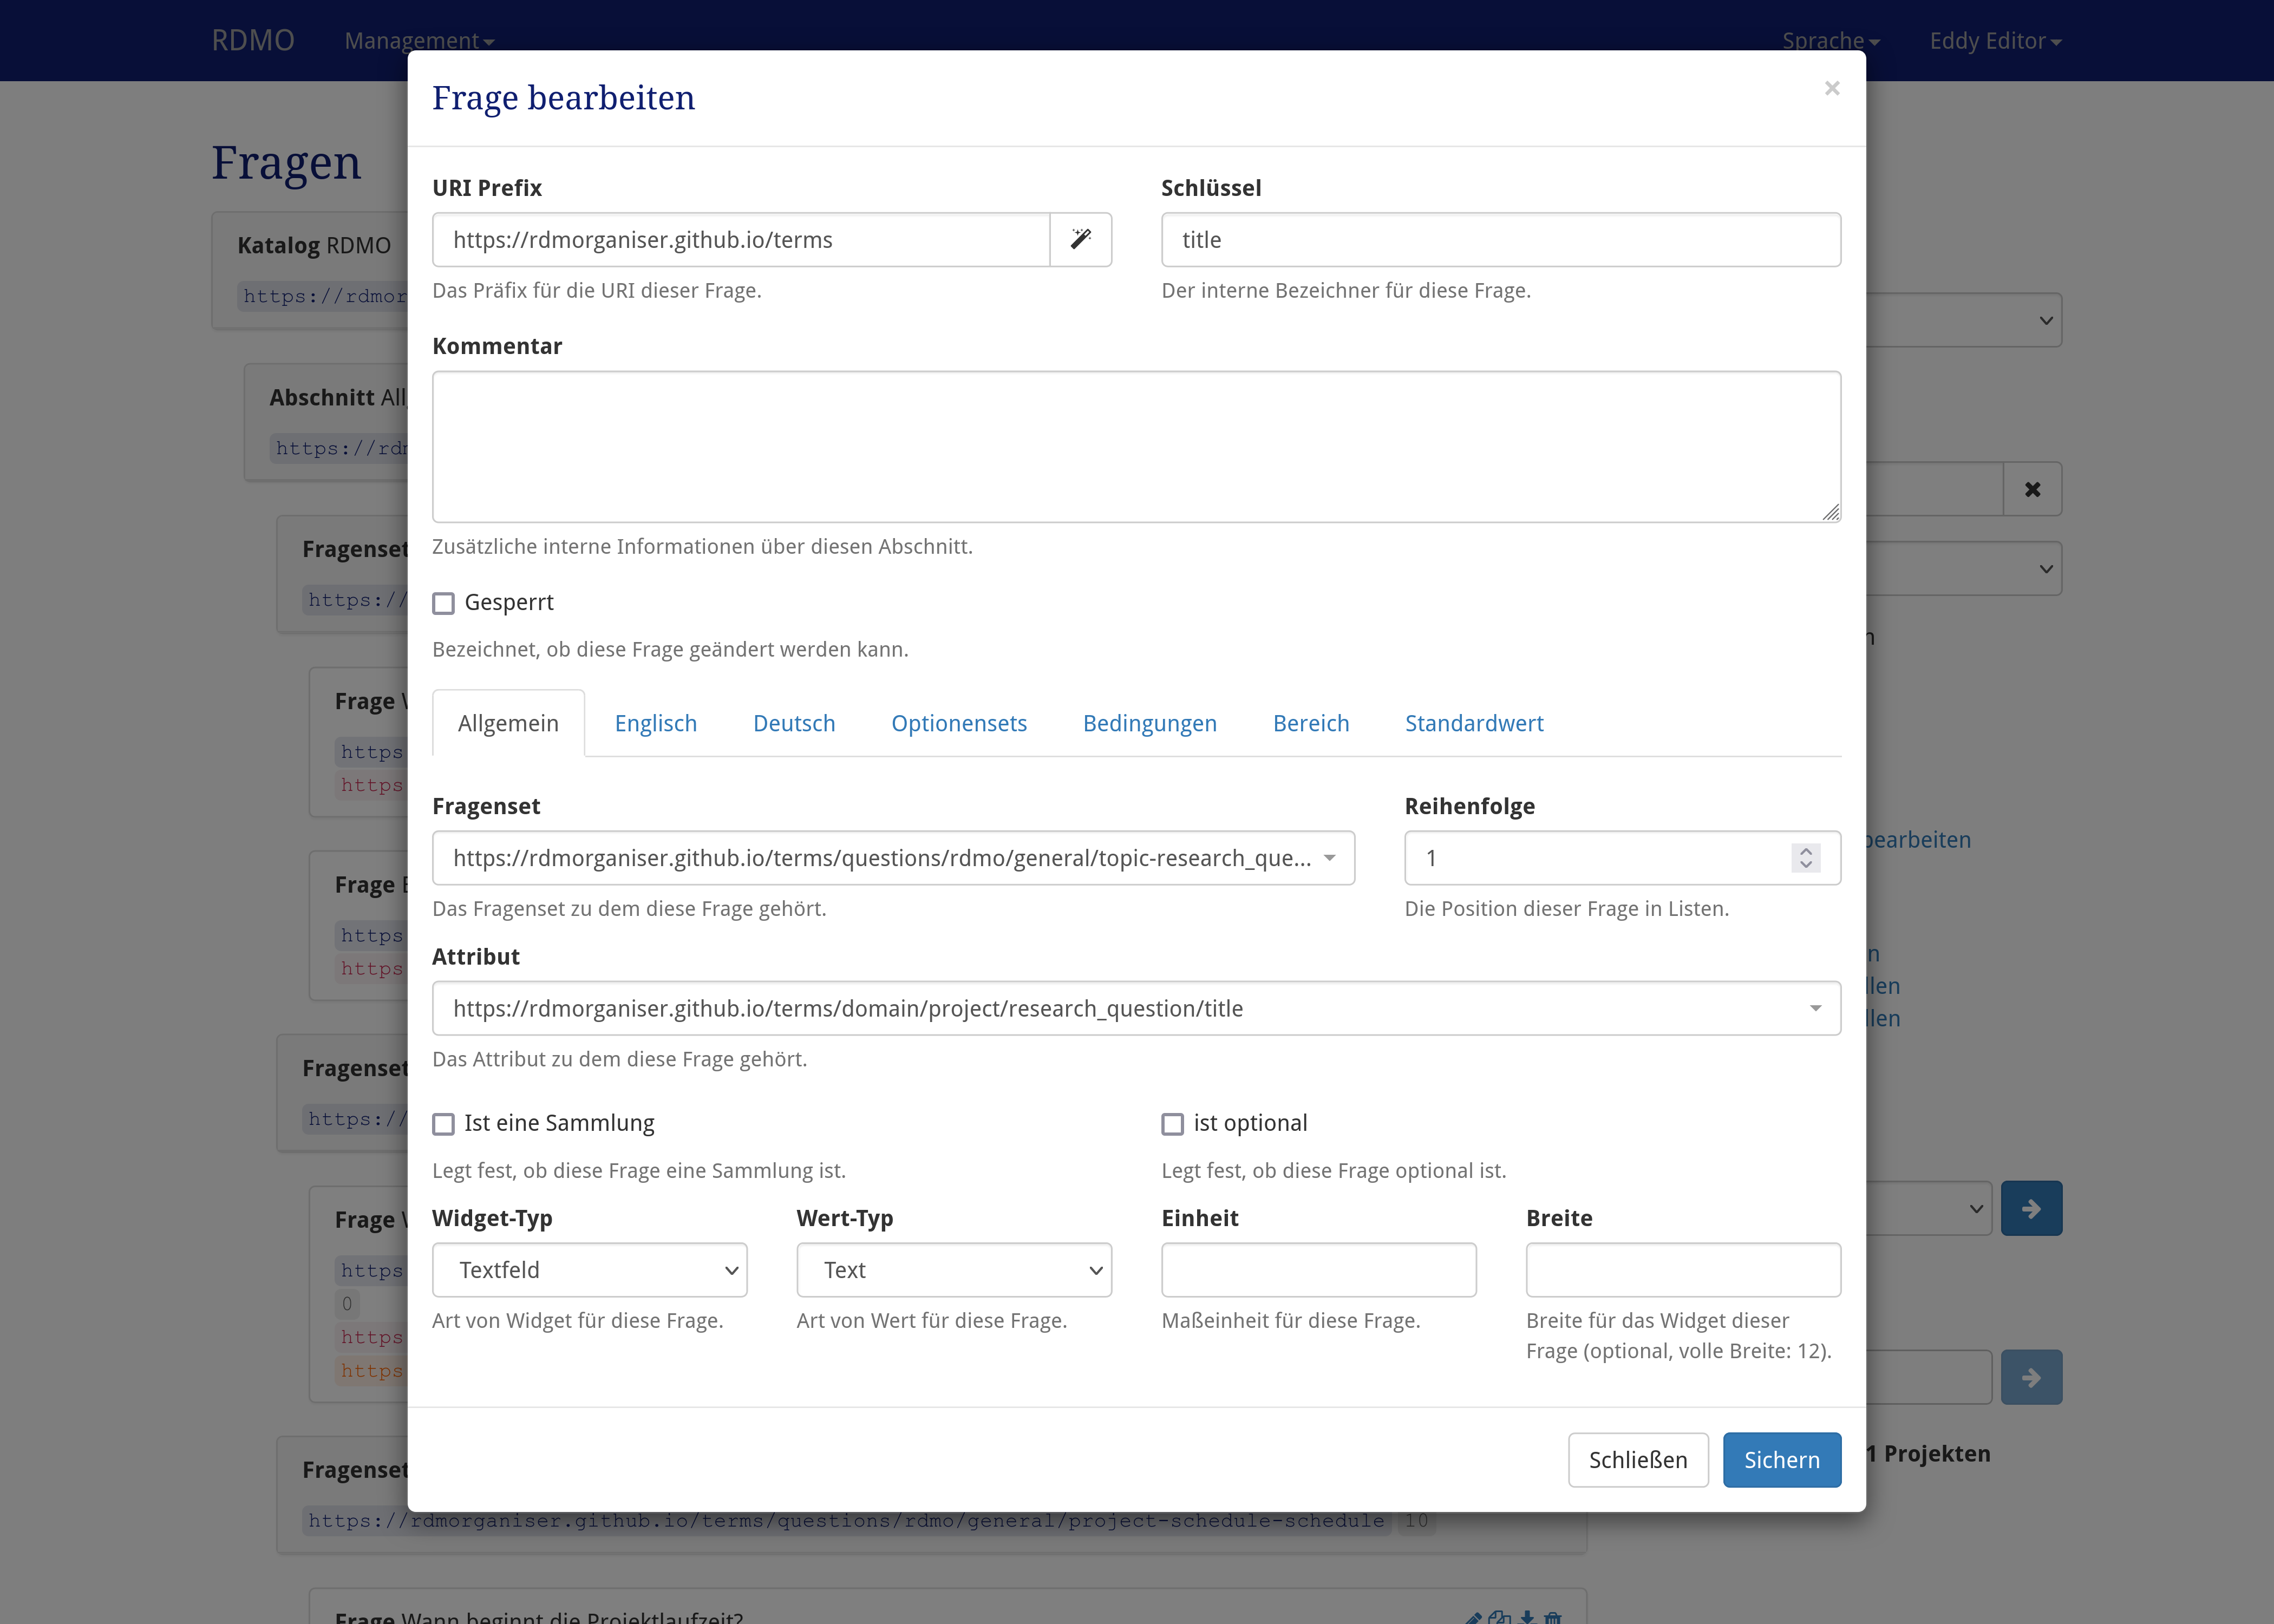 RDMO Management Sprache Eddy Editor
Frage bearbeiten
×
Fragen
URI Prefix Schlüssel
https://rdmorganiser.github.io/terms title
Das Präfix für die URI dieser Frage. Der interne Bezeichner für diese Frage.
Katalog RDMO
https://rdmor
Kommentar
Abschnitt
https://
Zusätzliche interne Informationen über diesen Abschnitt.
Fragenset
https://
Gesperrt
Bezeichnet, ob diese Frage geändert werden kann.
Frage
https
https
Allgemein Englisch Deutsch Optionensets Bedingungen Bereich Standardwert
Fragenset Reihenfolge
https://rdmorganiser.github.io/terms/questions/rdmo/general/topic-research_que... 1
Das Fragenset zu dem diese Frage gehört. Die Position dieser Frage in Listen.
bearbeiten
Frage
https
https
Attribut
https://rdmorganiser.github.io/terms/domain/project/research_question/title
Das Attribut zu dem diese Frage gehört.
Fragenset
https://
Ist eine Sammlung ist optional
Legt fest, ob diese Frage eine Sammlung ist. Legt fest, ob diese Frage optional ist.
Frage
https
0
https
https
Widget-Typ Wert-Typ Einheit Breite
Textfeld Text
Art von Widget für diese Frage. Art von Wert für diese Frage. Maßeinheit für diese Frage. Breite für das Widget dieser
Frage (optional, volle Breite: 12).
Schließen Sichern
1 Projekten
Fragenset
https://rdmorganiser.github.io/terms/questions/rdmo/general/project-schedule-schedule 10
Frage Wann beginnt die Projektlaufzeit?